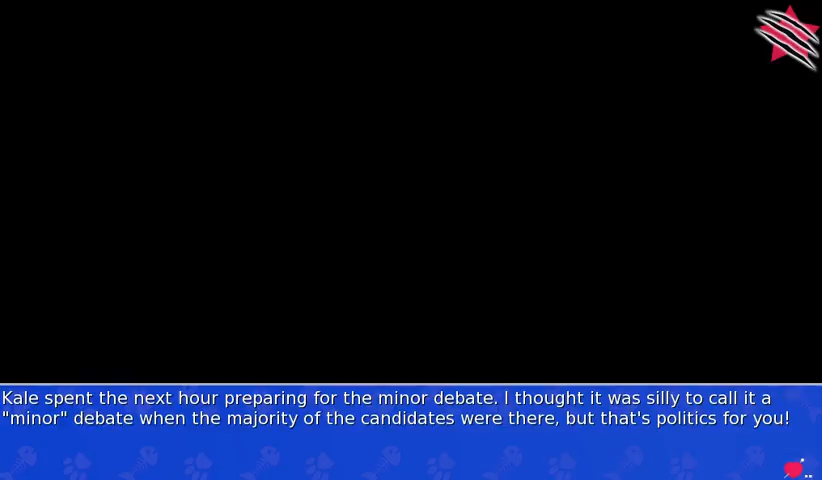 Kale spent the next hour preparing for the minor debate. I thought it was silly to call it a
"minor" debate when the majority of the candidates were there, but that's politics for you!